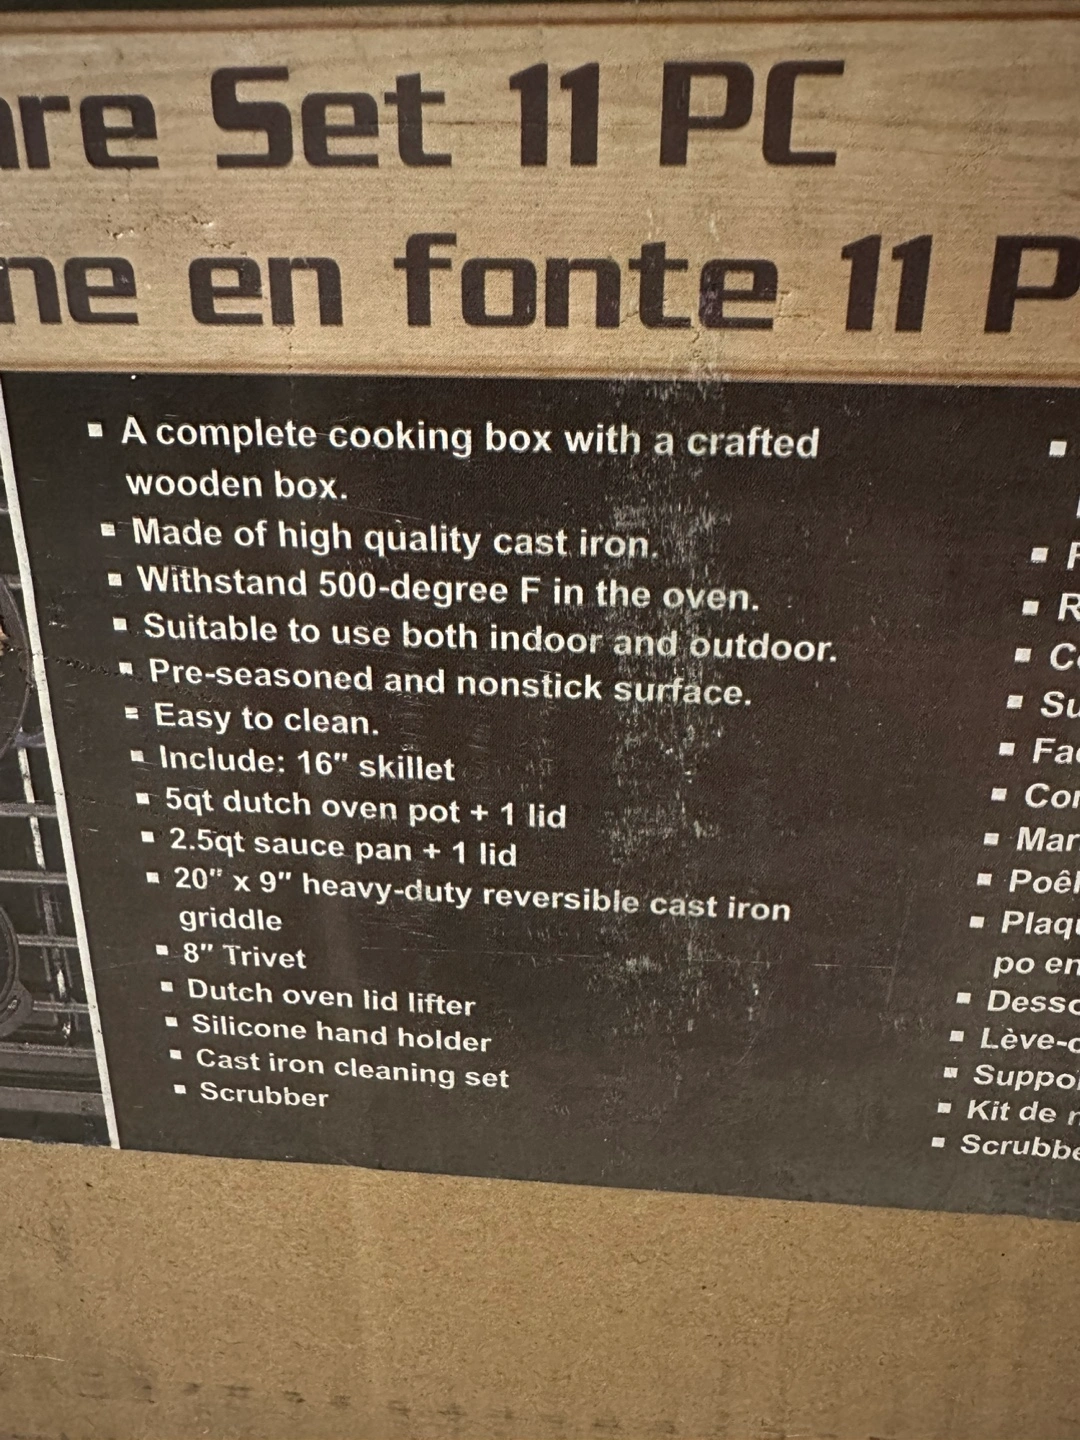 Set 11 PC
en fonte 11
A complete cooking box with a crafted
wooden box.
Made of high quality cast iron.
Withstand 500-degree F in the oven.
Suitable to use both indoor and outdoor.
Pre-seasoned and nonstick surface.
Easy to clean.
Include: 16" skillet
5qt dutch oven pot + 1 lid
2.5qt sauce pan + 1 lid
20" x 9" heavy-duty reversible cast iron
griddle
8" Trivet
Dutch oven lid lifter
Silicone hand holder
Cast iron cleaning set
Scrubber
po en
Kit de